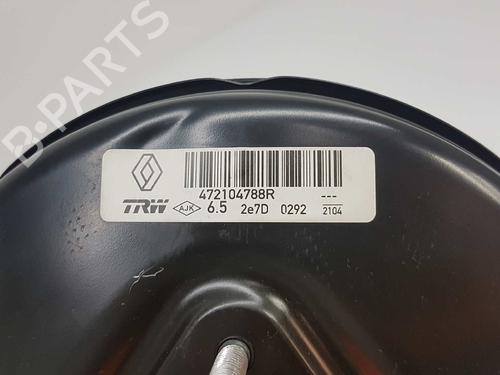 B-PARTS
472104788R
---
TRW AJK 6.5 2e7D 0292 2104